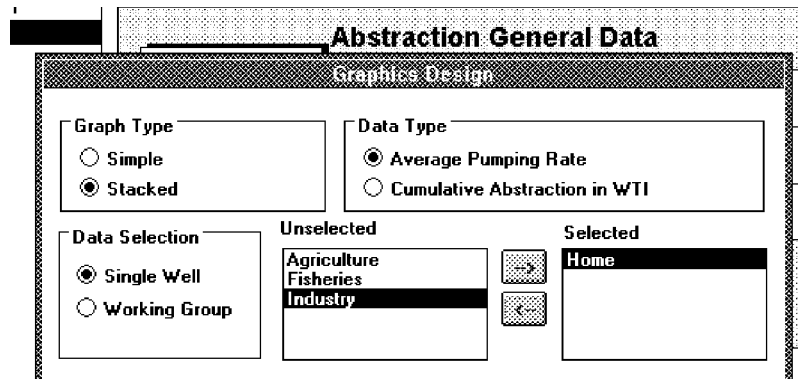 Abstraction General Data
Graphics Design
Graph Type
Simple
Stacked
Data Type
Average Pumping Rate
Cumulative Abstraction in WTI
Data Selection
Single Well
Working Group
Unselected
Agriculture
Fisheries
Industry
-->
<--
Selected
Home